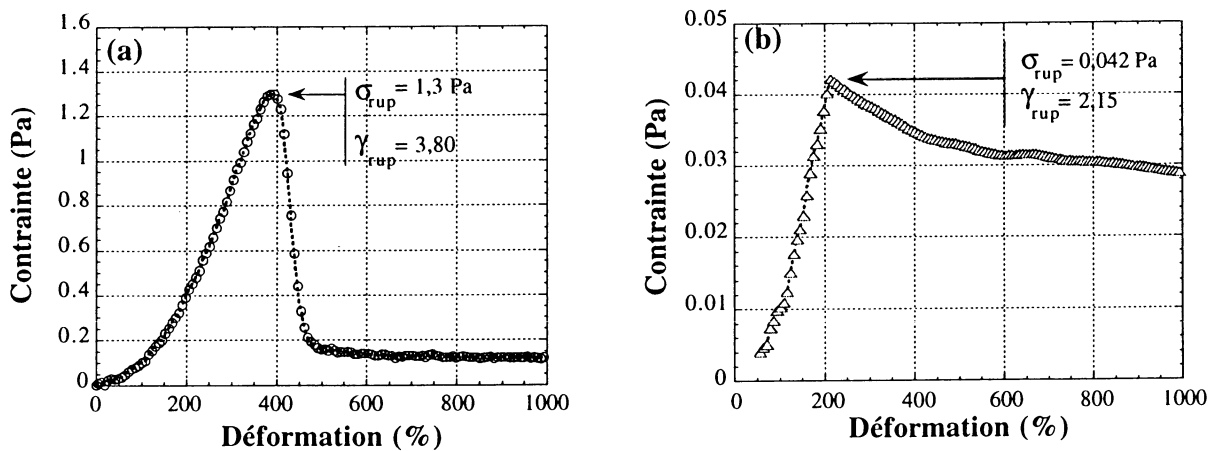 (a)
Contrainte (Pa)
1.6
1.4
1.2
1
0.8
0.6
0.4
0.2
0
σrup = 1,3 Pa
γrup = 3,80
0 200 400 600 800 1000
Déformation (%)
(b)
Contrainte (Pa)
0.05
0.04
0.03
0.02
0.01
0
σrup = 0,042 Pa
γrup = 2,15
0 200 400 600 800 1000
Déformation (%)